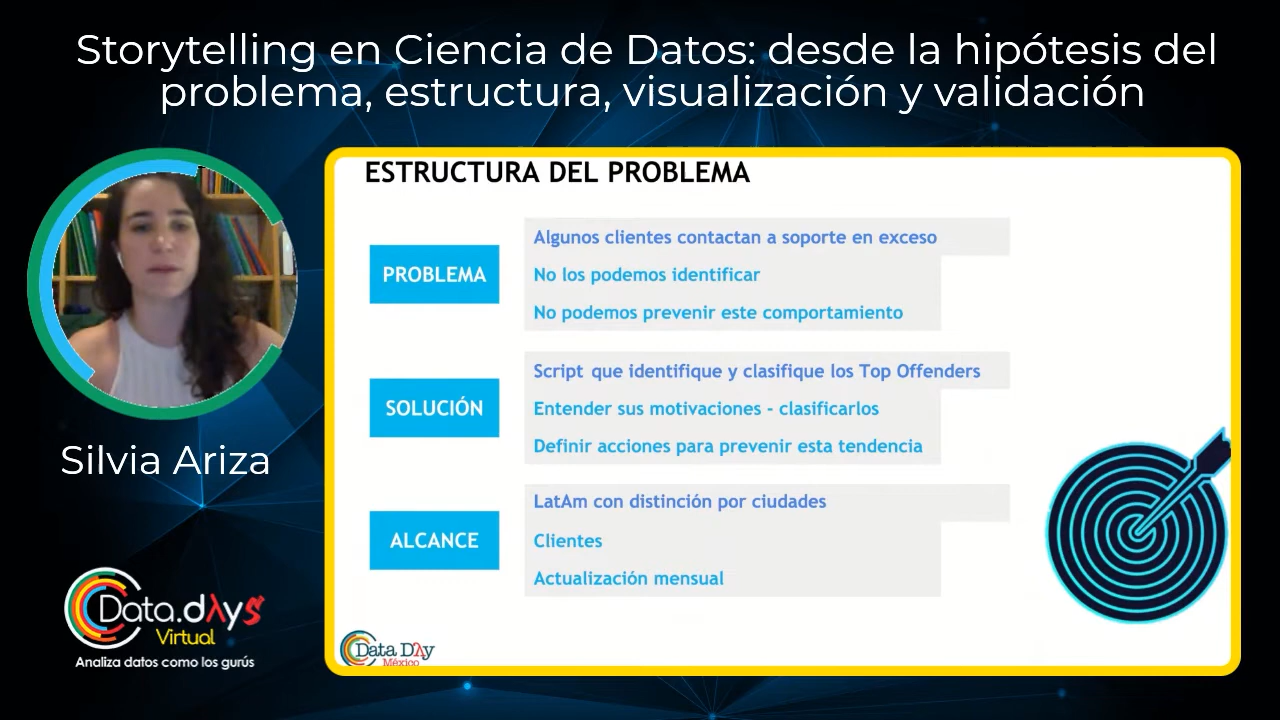 Storytelling en Ciencia de Datos: desde la hipótesis del
problema, estructura, visualización y validación
ESTRUCTURA DEL PROBLEMA
PROBLEMA
Algunos clientes contactan a soporte en exceso
No los podemos identificar
No podemos prevenir este comportamiento
SOLUCIÓN
Script que identifique y clasifique los Top Offenders
Entender sus motivaciones - clasificarlos
Definir acciones para prevenir esta tendencia
ALCANCE
LatAm con distinción por ciudades
Clientes
Actualización mensual
Data Dλy
México
Silvia Ariza
Data.dλys
Virtual
Analiza datos como los gurús